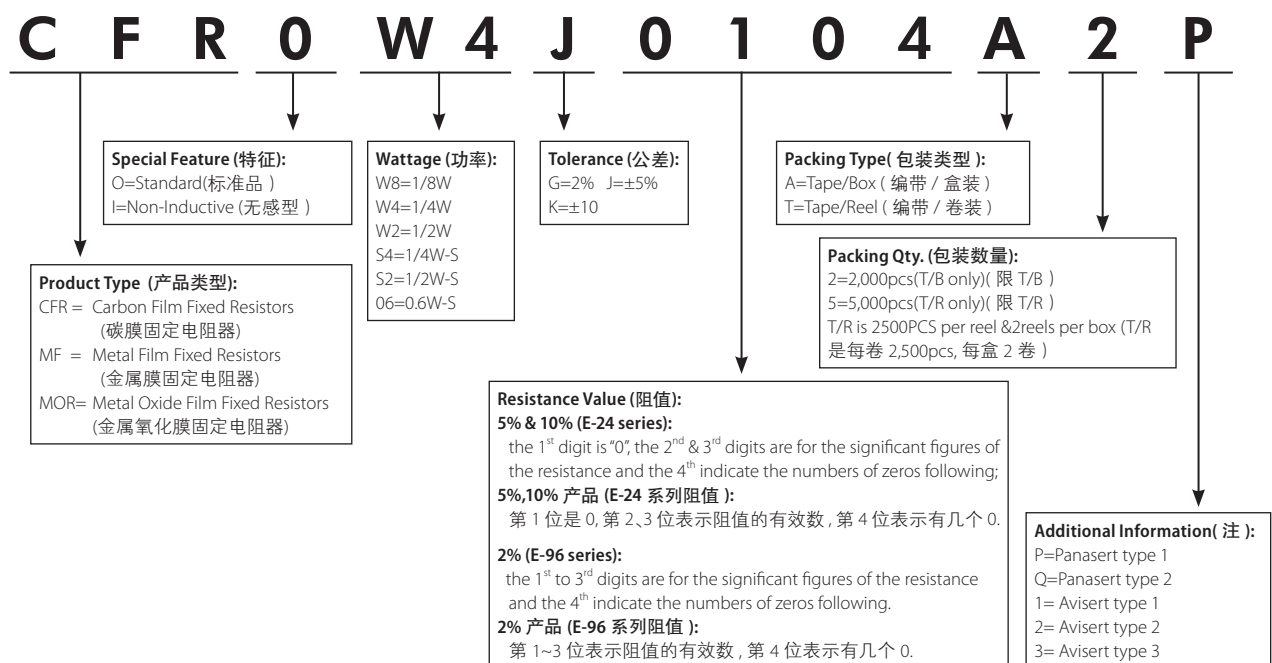 C F R 0 W 4 J 0 1 0 4 A 2 P
Special Feature (特征):
O=Standard(标准品 )
I=Non-Inductive (无感型 )
Wattage (功率):
W8=1/8W
W4=1/4W
W2=1/2W
S4=1/4W-S
S2=1/2W-S
06=0.6W-S
Tolerance (公差):
G=2% J=±5%
K=±10
Packing Type( 包装类型 ):
A=Tape/Box ( 编带 / 盒装 )
T=Tape/Reel ( 编带 / 卷装 )
Packing Qty. (包装数量):
2=2,000pcs(T/B only)( 限 T/B )
5=5,000pcs(T/R only)( 限 T/R )
T/R is 2500PCS per reel &2reels per box (T/R
是每卷 2,500pcs, 每盒 2 卷 )
Product Type (产品类型):
CFR = Carbon Film Fixed Resistors
(碳膜固定电阻器)
MF = Metal Film Fixed Resistors
(金属膜固定电阻器)
MOR= Metal Oxide Film Fixed Resistors
(金属氧化膜固定电阻器)
Resistance Value (阻值):
5% & 10% (E-24 series):
the 1st digit is "0", the 2nd & 3rd digits are for the significant figures of
the resistance and the 4th indicate the numbers of zeros following;
5%,10% 产品 (E-24 系列阻值 ):
第 1 位是 0, 第 2、3 位表示阻值的有效数 , 第 4 位表示有几个 0.
2% (E-96 series):
the 1st to 3rd digits are for the significant figures of the resistance
and the 4th indicate the numbers of zeros following.
2% 产品 (E-96 系列阻值 ):
第 1~3 位表示阻值的有效数 , 第 4 位表示有几个 0.
Additional Information( 注 ):
P=Panasert type 1
Q=Panasert type 2
1= Avisert type 1
2= Avisert type 2
3= Avisert type 3